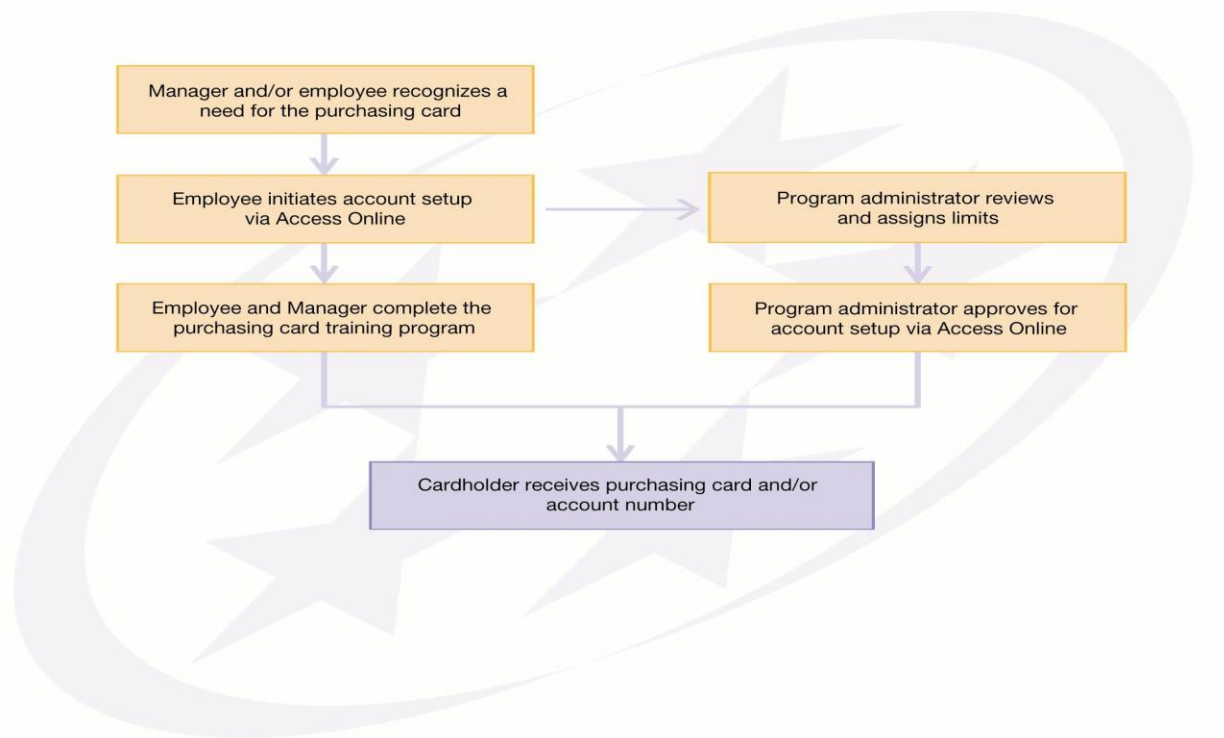 Manager and/or employee recognizes a
need for the purchasing card
Employee initiates account setup
via Access Online
Program administrator reviews
and assigns limits
Employee and Manager complete the
purchasing card training program
Program administrator approves for
account setup via Access Online
Cardholder receives purchasing card and/or
account number